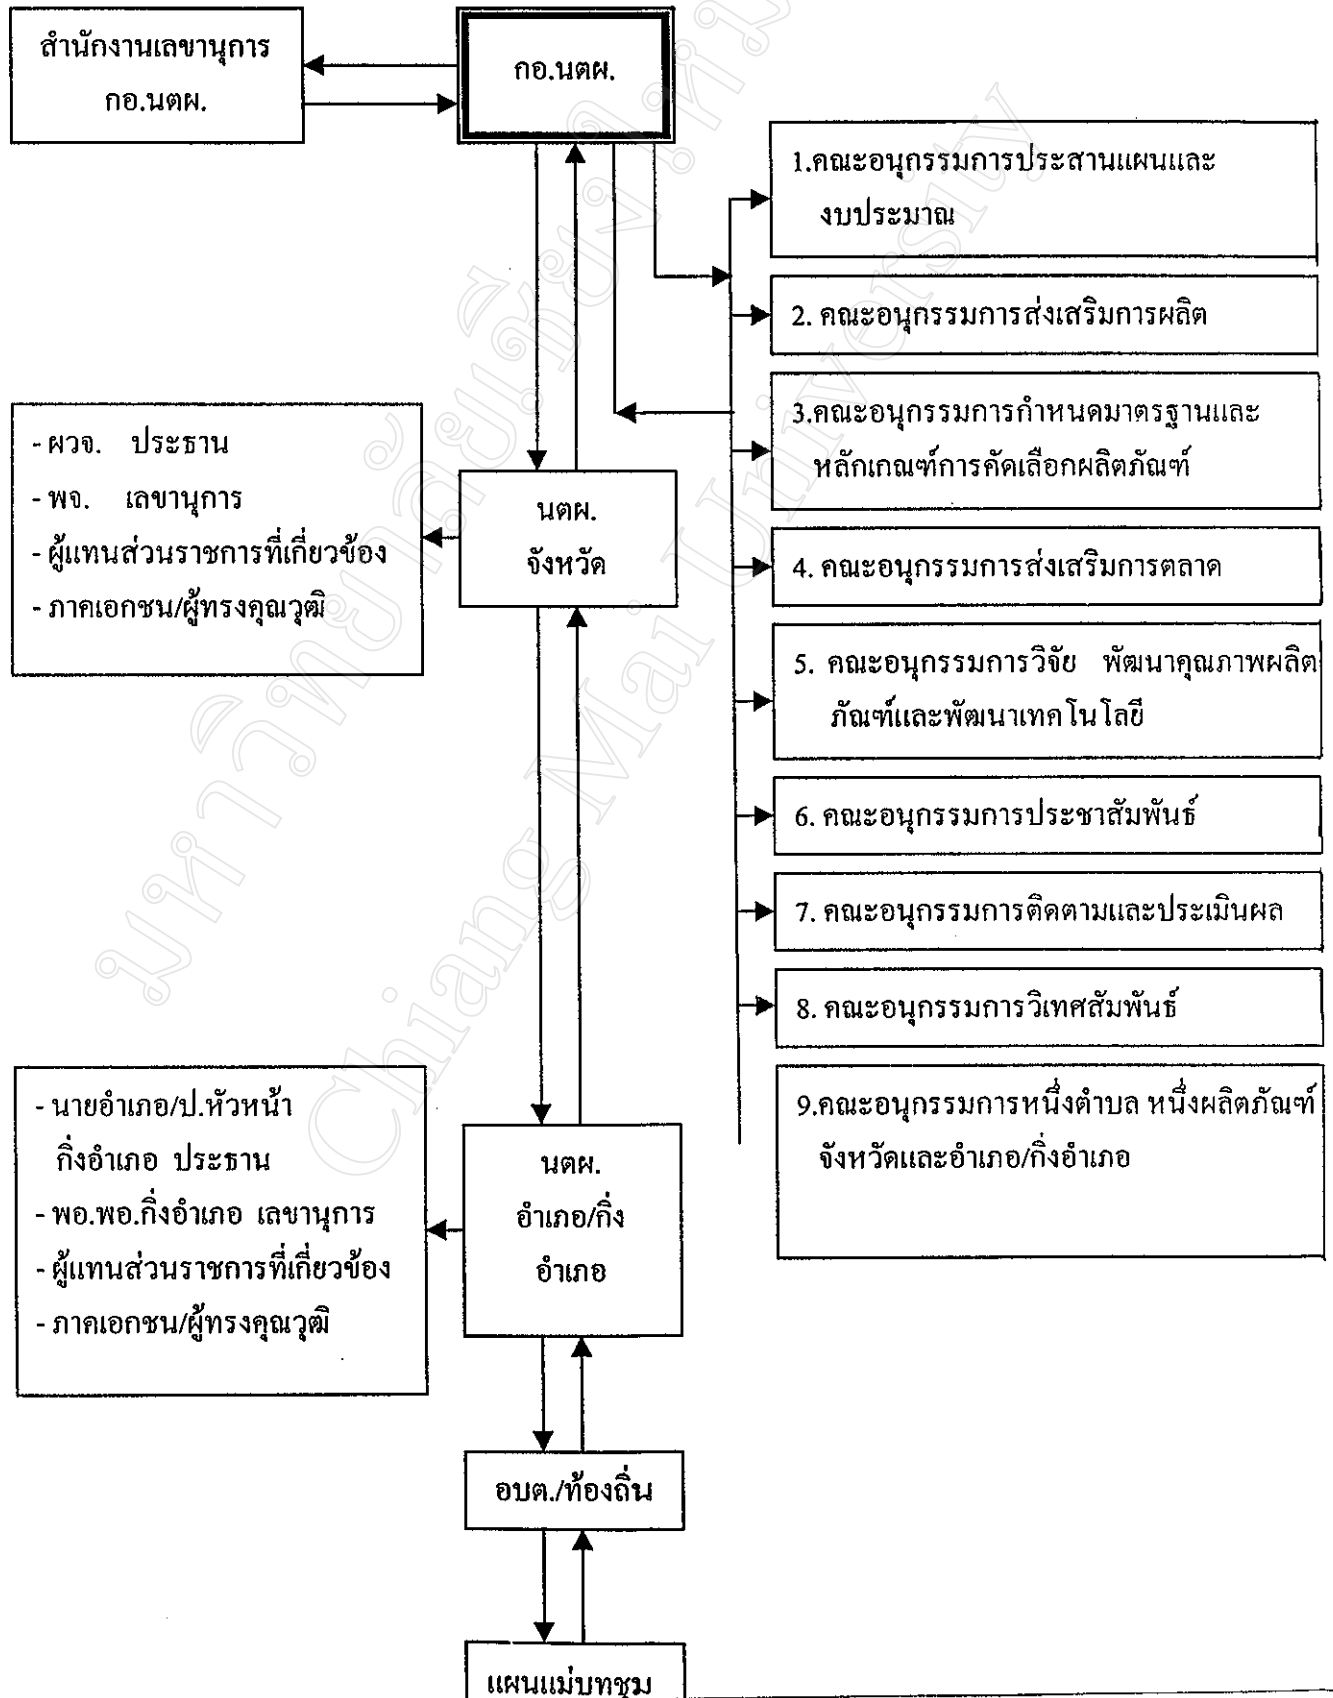 สำนักงานเลขานุการ
กอ.นตผ.
กอ.นตผ.
1.คณะอนุกรรมการประสานแผนและ
งบประมาณ
2. คณะอนุกรรมการส่งเสริมการผลิต
3.คณะอนุกรรมการกำหนดมาตรฐานและ
หลักเกณฑ์การคัดเลือกผลิตภัณฑ์
4. คณะอนุกรรมการส่งเสริมการตลาด
5. คณะอนุกรรมการวิจัย พัฒนาคุณภาพผลิต
ภัณฑ์และพัฒนาเทคโนโลยี
6. คณะอนุกรรมการประชาสัมพันธ์
7. คณะอนุกรรมการติดตามและประเมินผล
8. คณะอนุกรรมการวิเทศสัมพันธ์
9.คณะอนุกรรมการหนึ่งตำบล หนึ่งผลิตภัณฑ์
จังหวัดและอำเภอ/กิ่งอำเภอ
- ผวจ. ประธาน
- พจ. เลขานุการ
- ผู้แทนส่วนราชการที่เกี่ยวข้อง
- ภาคเอกชน/ผู้ทรงคุณวุฒิ
นตผ.
จังหวัด
- นายอำเภอ/ป.หัวหน้า
กิ่งอำเภอ ประธาน
- พอ.พอ.กิ่งอำเภอ เลขานุการ
- ผู้แทนส่วนราชการที่เกี่ยวข้อง
- ภาคเอกชน/ผู้ทรงคุณวุฒิ
นตผ.
อำเภอ/กิ่ง
อำเภอ
อบต./ท้องถิ่น
แผนแม่บทชุม
มหาวิทยาลัยเชียงใหม่
Chiang Mai University